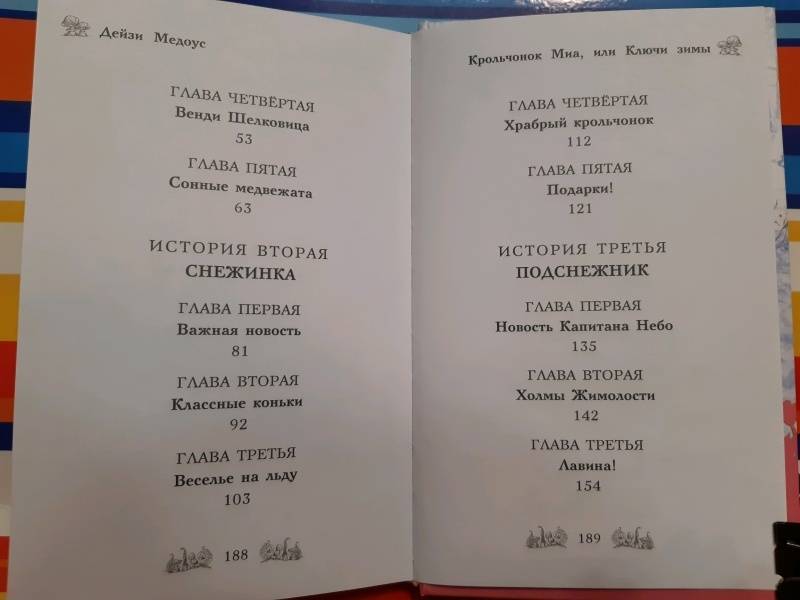 Дейзи Медоус
ГЛАВА ЧЕТВЁРТАЯ
Венди Шелковица
53
ГЛАВА ПЯТАЯ
Сонные медвежата
63
ИСТОРИЯ ВТОРАЯ
СНЕЖИНКА
ГЛАВА ПЕРВАЯ
Важная новость
81
ГЛАВА ВТОРАЯ
Классные коньки
92
ГЛАВА ТРЕТЬЯ
Веселье на льду
103
188
Крольчонок Миа, или Ключи зимы
ГЛАВА ЧЕТВЁРТАЯ
Храбрый крольчонок
112
ГЛАВА ПЯТАЯ
Подарки!
121
ИСТОРИЯ ТРЕТЬЯ
ПОДСНЕЖНИК
ГЛАВА ПЕРВАЯ
Новость Капитана Небо
135
ГЛАВА ВТОРАЯ
Холмы Жимолости
142
ГЛАВА ТРЕТЬЯ
Лавина!
154
189